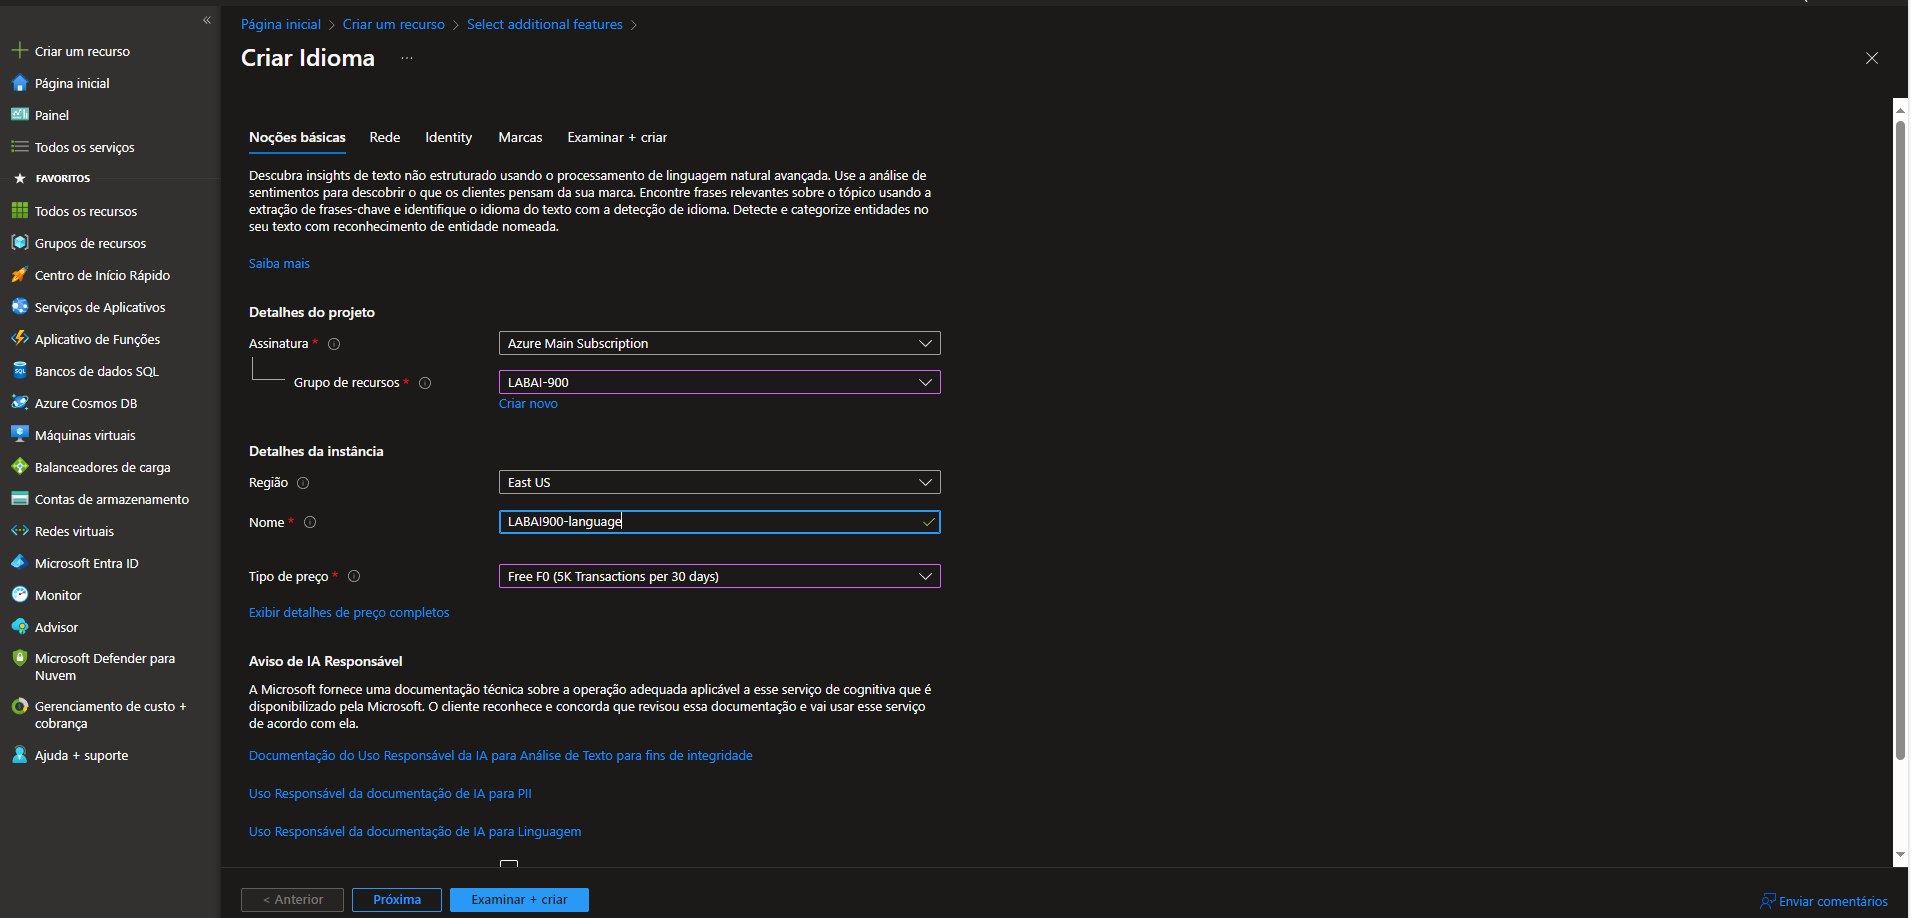 «
Criar um recurso
Página inicial
Painel
Todos os serviços
FAVORITOS
Todos os recursos
Grupos de recursos
Centro de Início Rápido
Serviços de Aplicativos
Aplicativo de Funções
Bancos de dados SQL
Azure Cosmos DB
Máquinas virtuais
Balanceadores de carga
Contas de armazenamento
Redes virtuais
Microsoft Entra ID
Monitor
Advisor
Microsoft Defender para
Nuvem
Gerenciamento de custo +
cobrança
Ajuda + suporte
Página inicial > Criar um recurso > Select additional features >
Criar Idioma ...
Noções básicas Rede Identity Marcas Examinar + criar
Descubra insights de texto não estruturado usando o processamento de linguagem natural avançada. Use a análise de
sentimentos para descobrir o que os clientes pensam da sua marca. Encontre frases relevantes sobre o tópico usando a
extração de frases-chave e identifique o idioma do texto com a detecção de idioma. Detecte e categorize entidades no
seu texto com reconhecimento de entidade nomeada.
Saiba mais
Detalhes do projeto
Assinatura * Azure Main Subscription
Grupo de recursos * LABAI-900
Criar novo
Detalhes da instância
Região East US
Nome * LABAI900-language
Tipo de preço * Free F0 (5K Transactions per 30 days)
Exibir detalhes de preço completos
Aviso de IA Responsável
A Microsoft fornece uma documentação técnica sobre a operação adequada aplicável a esse serviço de cognitiva que é
disponibilizado pela Microsoft. O cliente reconhece e concorda que revisou essa documentação e vai usar esse serviço
de acordo com ela.
Documentação do Uso Responsável da IA para Análise de Texto para fins de integridade
Uso Responsável da documentação de IA para PII
Uso Responsável da documentação de IA para Linguagem
< Anterior Próxima Examinar + criar
Enviar comentários